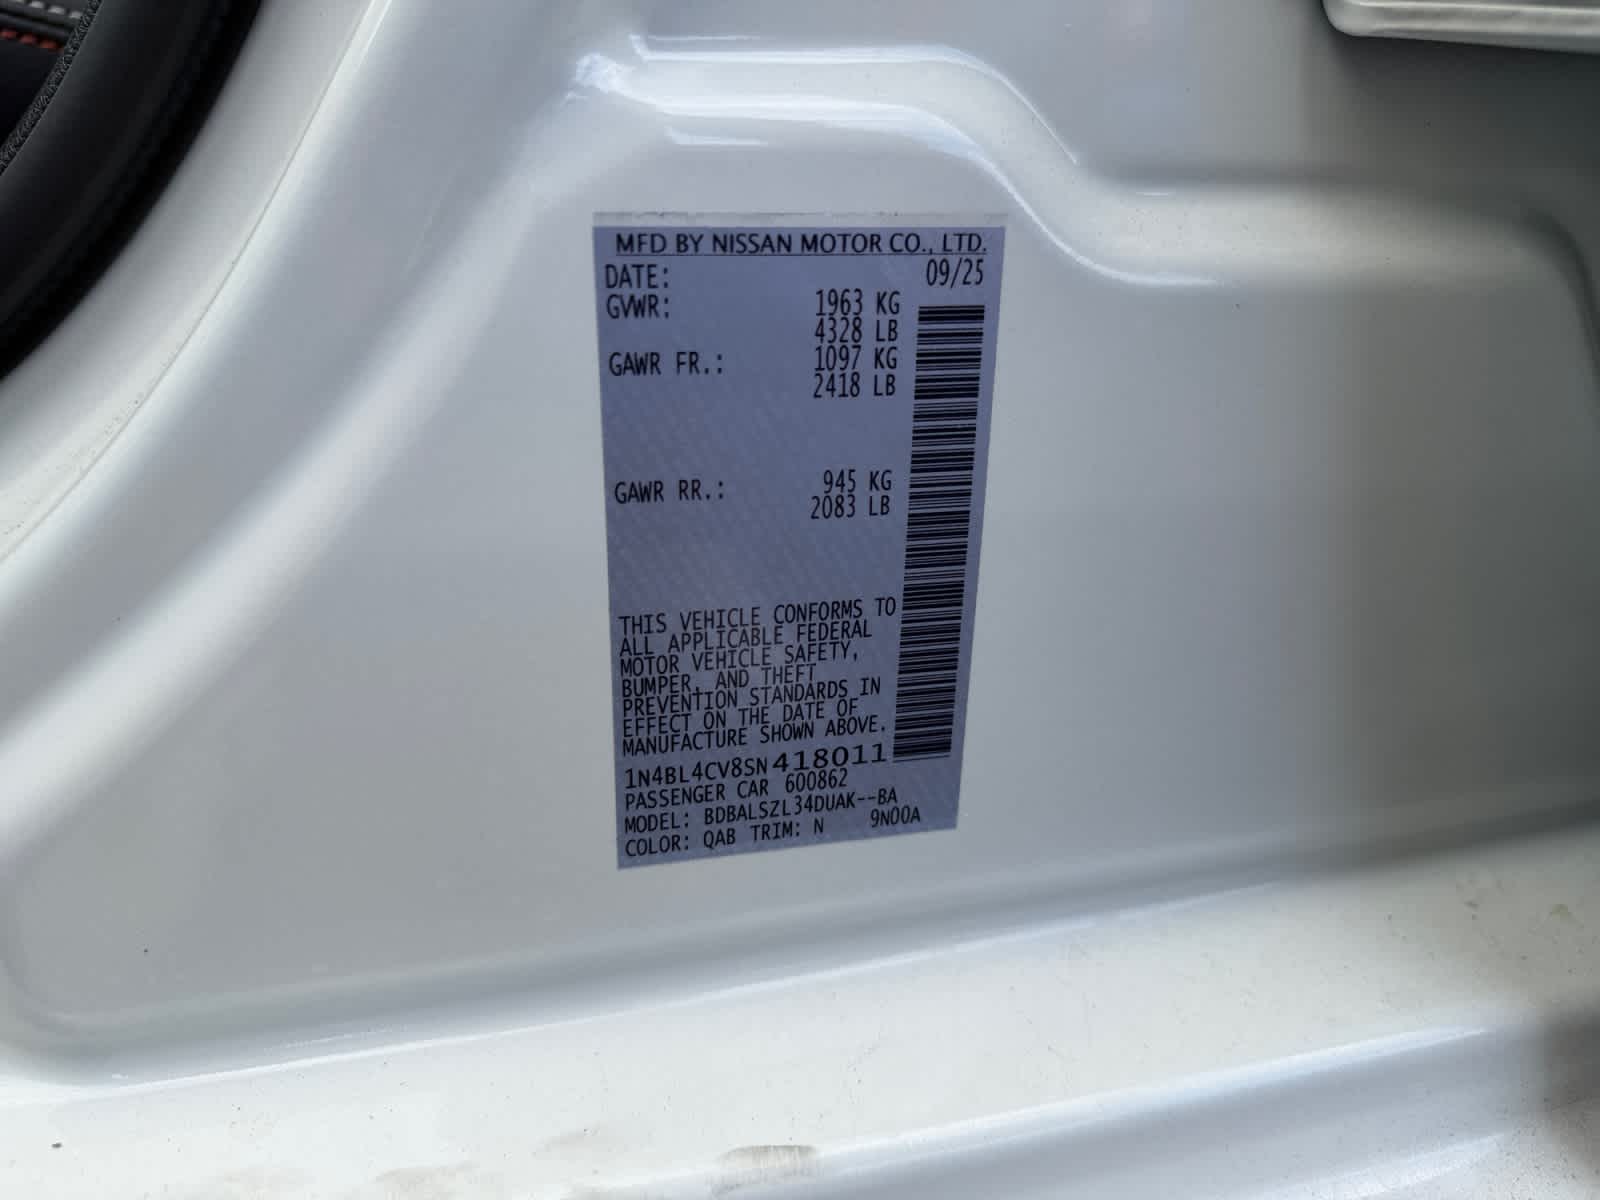 MFD BY NISSAN MOTOR CO., LTD.
DATE: 09/25
GVWR: 1963 KG
4328 LB
GAWR FR.: 1097 KG
2418 LB
GAWR RR.: 945 KG
2083 LB
THIS VEHICLE CONFORMS TO
ALL APPLICABLE FEDERAL
MOTOR VEHICLE SAFETY,
BUMPER, AND THEFT
PREVENTION STANDARDS IN
EFFECT ON THE DATE OF
MANUFACTURE SHOWN ABOVE.
1N4BL4CV8SN418011
PASSENGER CAR 600862
MODEL: BDBALSZL34DUAK--BA
COLOR: QAB TRIM: N 9N00A